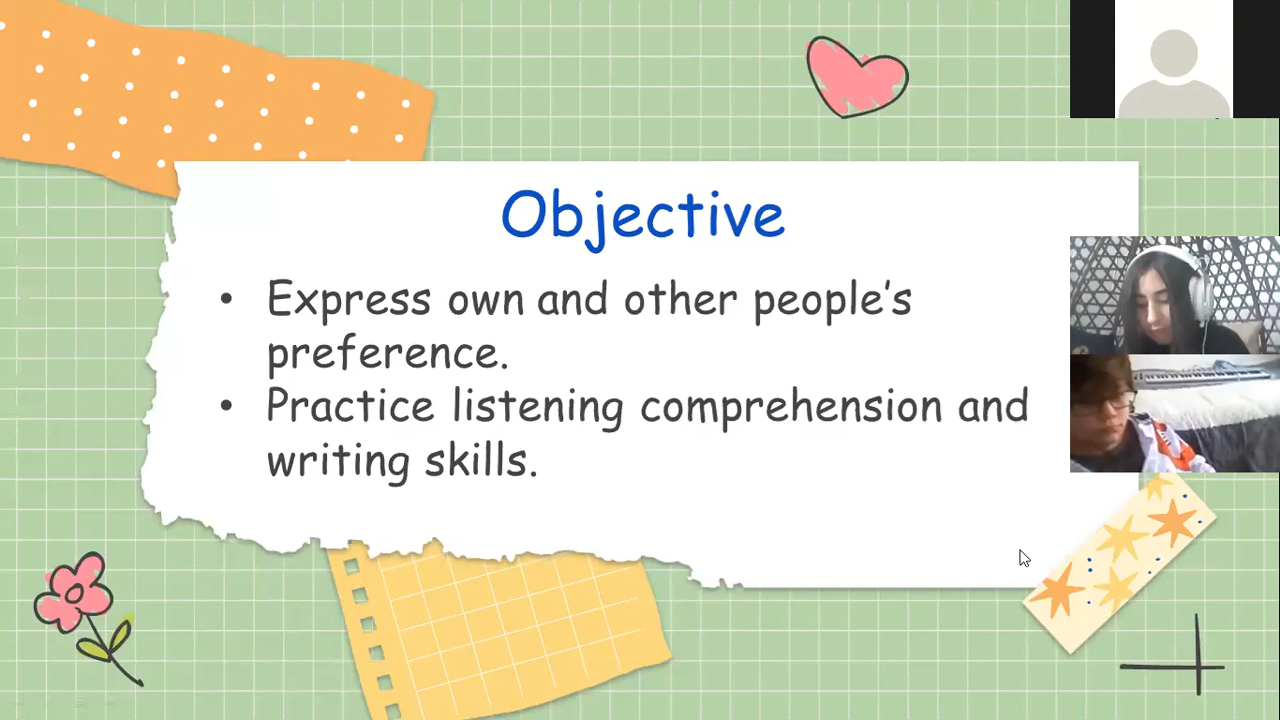 Objective
• Express own and other people’s
preference.
• Practice listening comprehension and
writing skills.